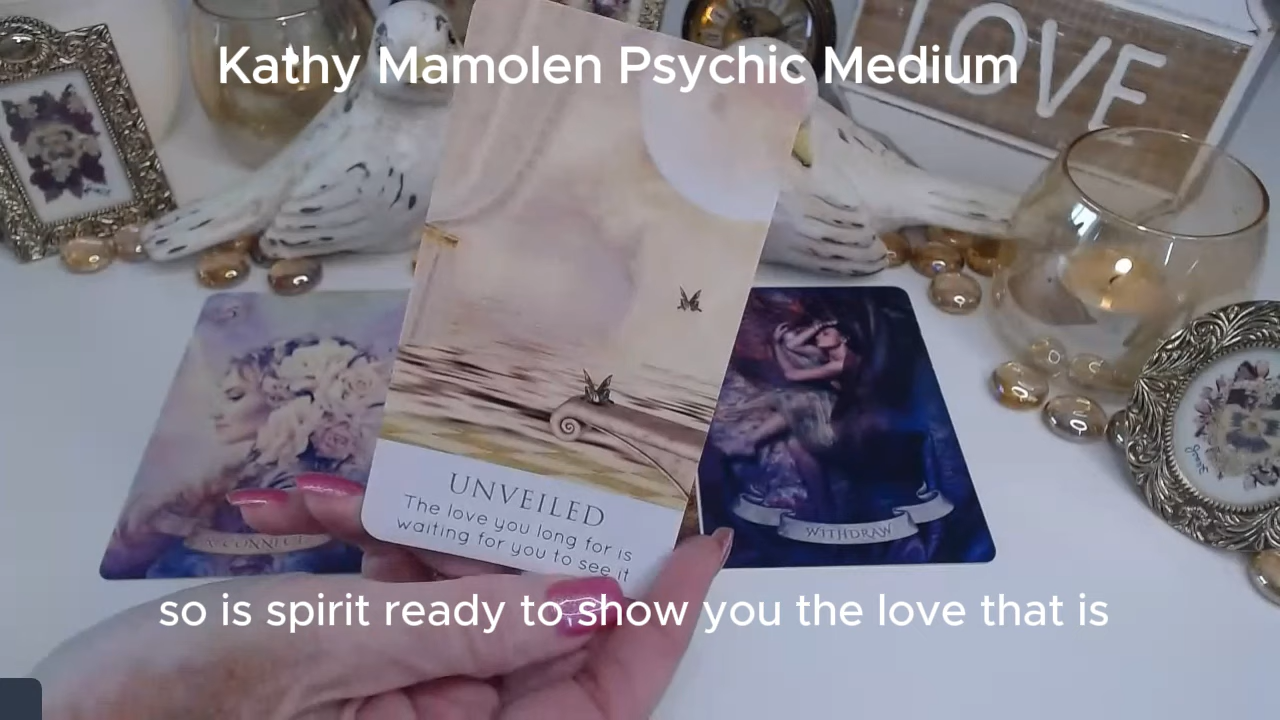 Kathy Mamolen Psychic Medium
LOVE
UNVEILED
The love you long for is
waiting for you to see it
WITHDRAW
so is spirit ready to show you the love that is